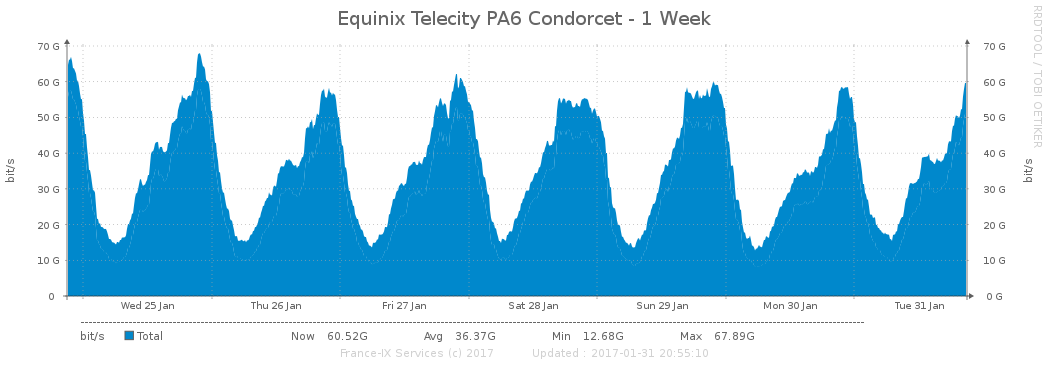 Equinix Telecity PA6 Condorcet - 1 Week
RRDTOOL / TOBI OETIKER
bit/s
70 G
60 G
50 G
40 G
30 G
20 G
10 G
0
70 G
60 G
50 G
40 G
30 G
20 G
10 G
0 G
bit/s
Wed 25 Jan Thu 26 Jan Fri 27 Jan Sat 28 Jan Sun 29 Jan Mon 30 Jan Tue 31 Jan
bit/s Total Now 60.52G Avg 36.37G Min 12.68G Max 67.89G
France-IX Services (c) 2017 Updated : 2017-01-31 20:55:10